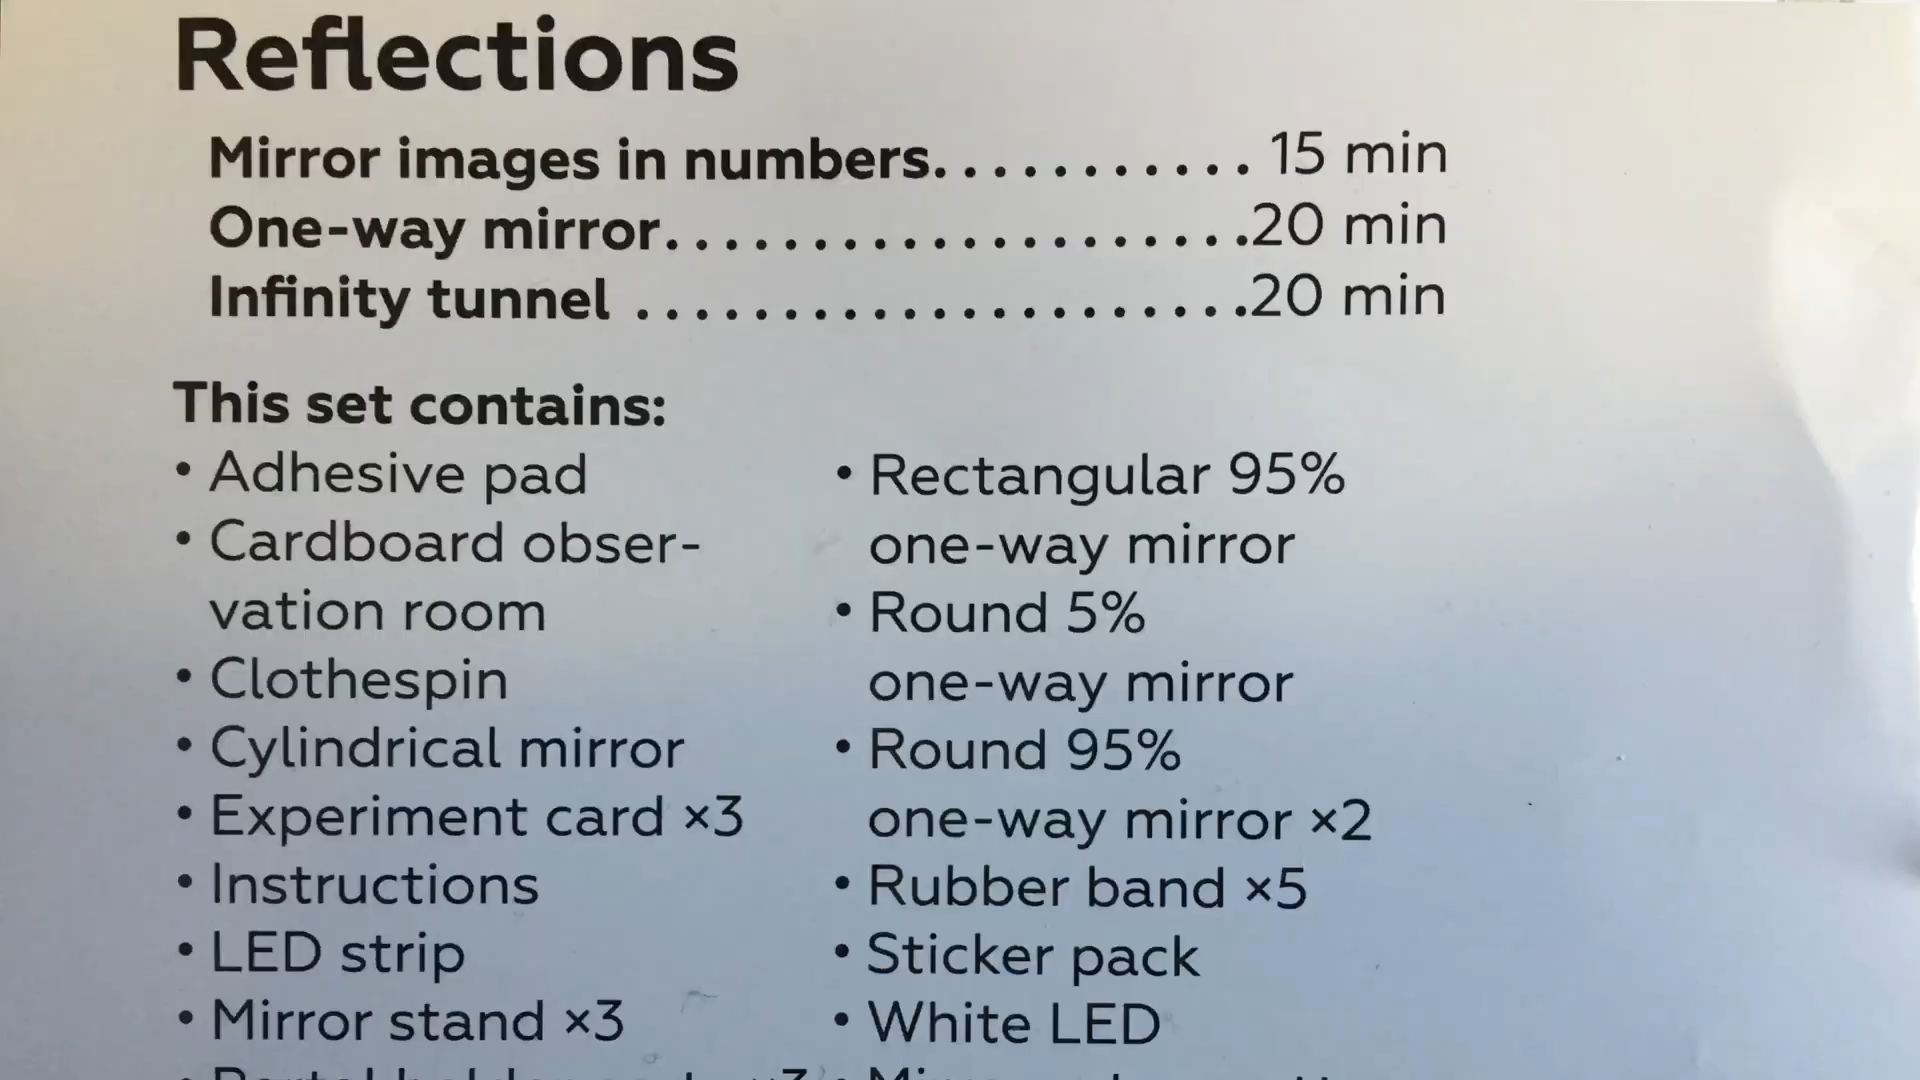 Reflections
Mirror images in numbers........... 15 min
One-way mirror....................20 min
Infinity tunnel .....................20 min
This set contains:
• Adhesive pad
• Cardboard obser-
vation room
• Clothespin
• Cylindrical mirror
• Experiment card ×3
• Instructions
• LED strip
• Mirror stand ×3
• Rectangular 95%
one-way mirror
• Round 5%
one-way mirror
• Round 95%
one-way mirror ×2
• Rubber band ×5
• Sticker pack
• White LED